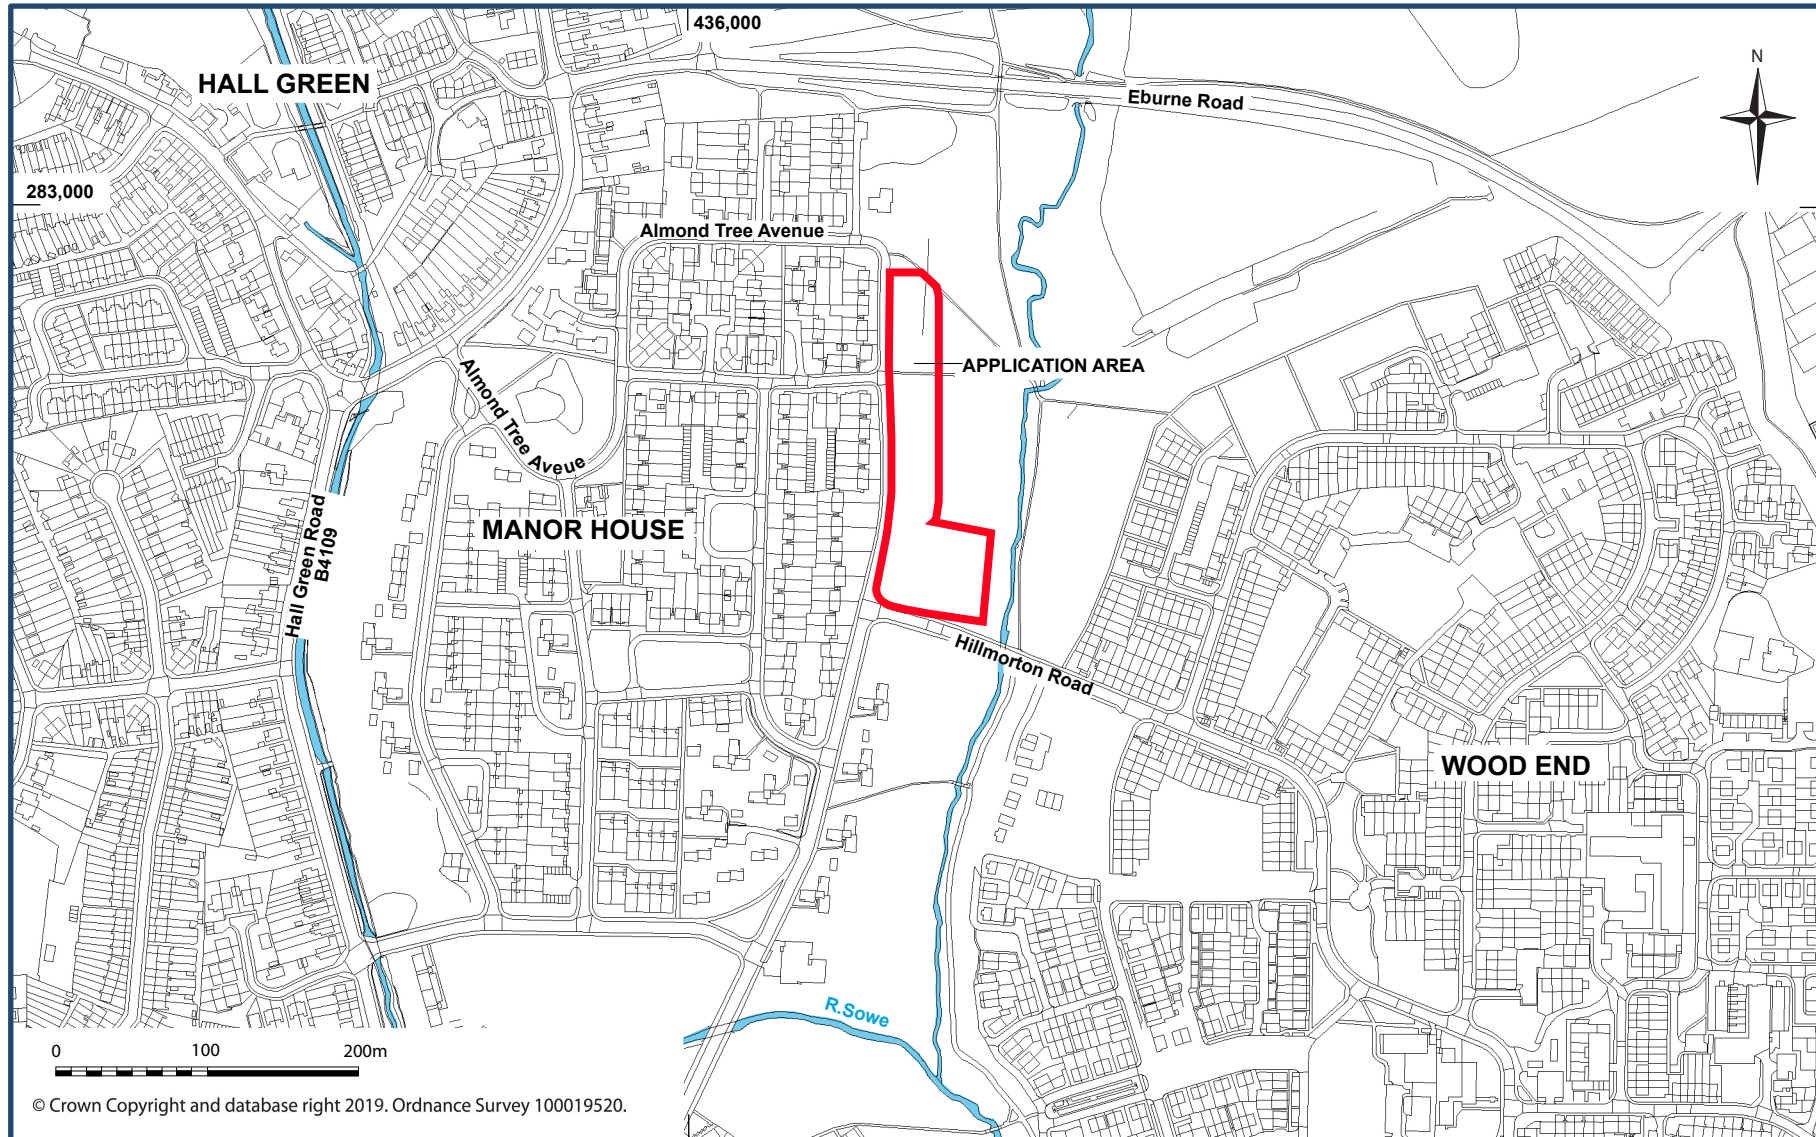 436,000
HALL GREEN
N
Eburne Road
283,000
Almond Tree Avenue
APPLICATION AREA
Almond Tree Aveue
Hall Green Road
B4109
MANOR HOUSE
Hillmorton Road
WOOD END
R.Sowe
0 100 200m
© Crown Copyright and database right 2019. Ordnance Survey 100019520.